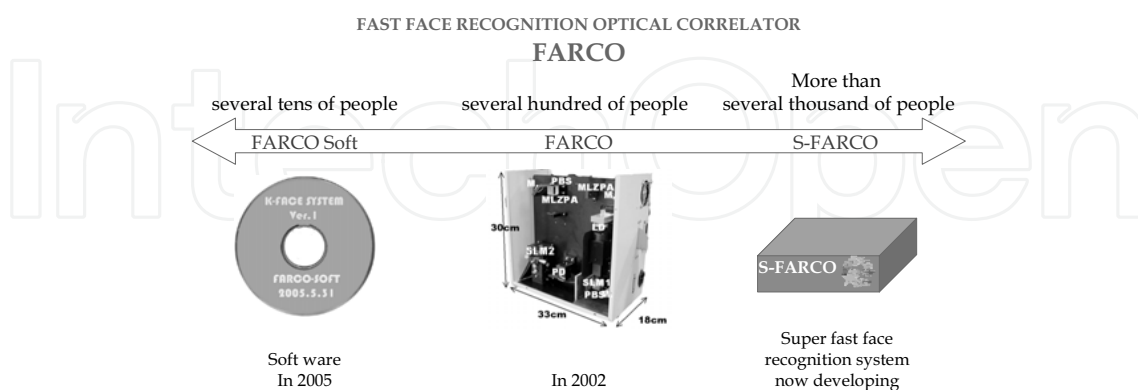 FAST FACE RECOGNITION OPTICAL CORRELATOR
FARCO
several tens of people
several hundred of people
More than
several thousand of people
FARCO Soft
FARCO
S-FARCO
K-FACE SYSTEM
Ver.1
FARCO-SOFT
2005.5.31
M.
PBS
MLZPA
MLZPA
M.
LD
30cm
SLM2
PD
SLM1
PBS
33cm
18cm
S-FARCO
Soft ware
In 2005
In 2002
Super fast face
recognition system
now developing
IntechOpen